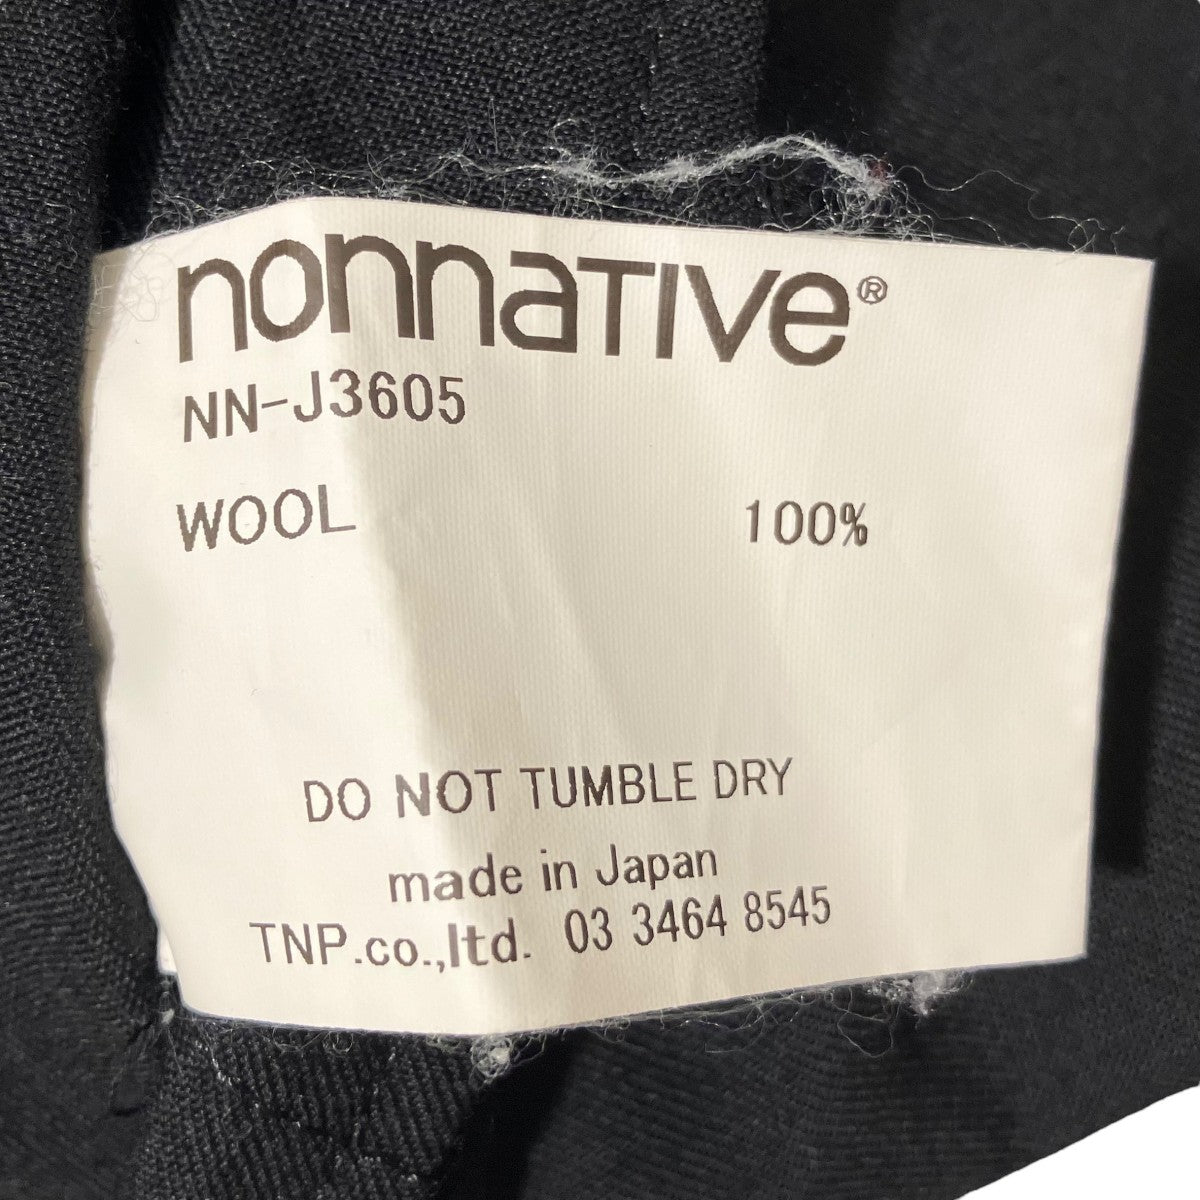 nonnaTIVe®
NN-J3605
WOOL 100%
DO NOT TUMBLE DRY
made in Japan
TNP.co.,ltd. 03 3464 8545